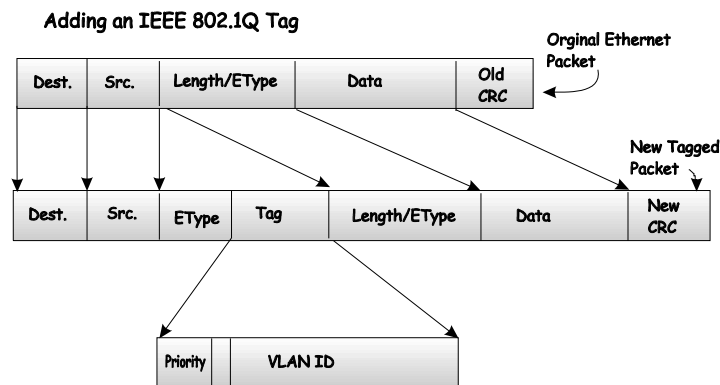 Adding an IEEE 802.1Q Tag
Orginal Ethernet
Packet
Dest. Src. Length/EType Data Old
CRC
New Tagged
Packet
Dest. Src. EType Tag Length/EType Data New
CRC
Priority VLAN ID